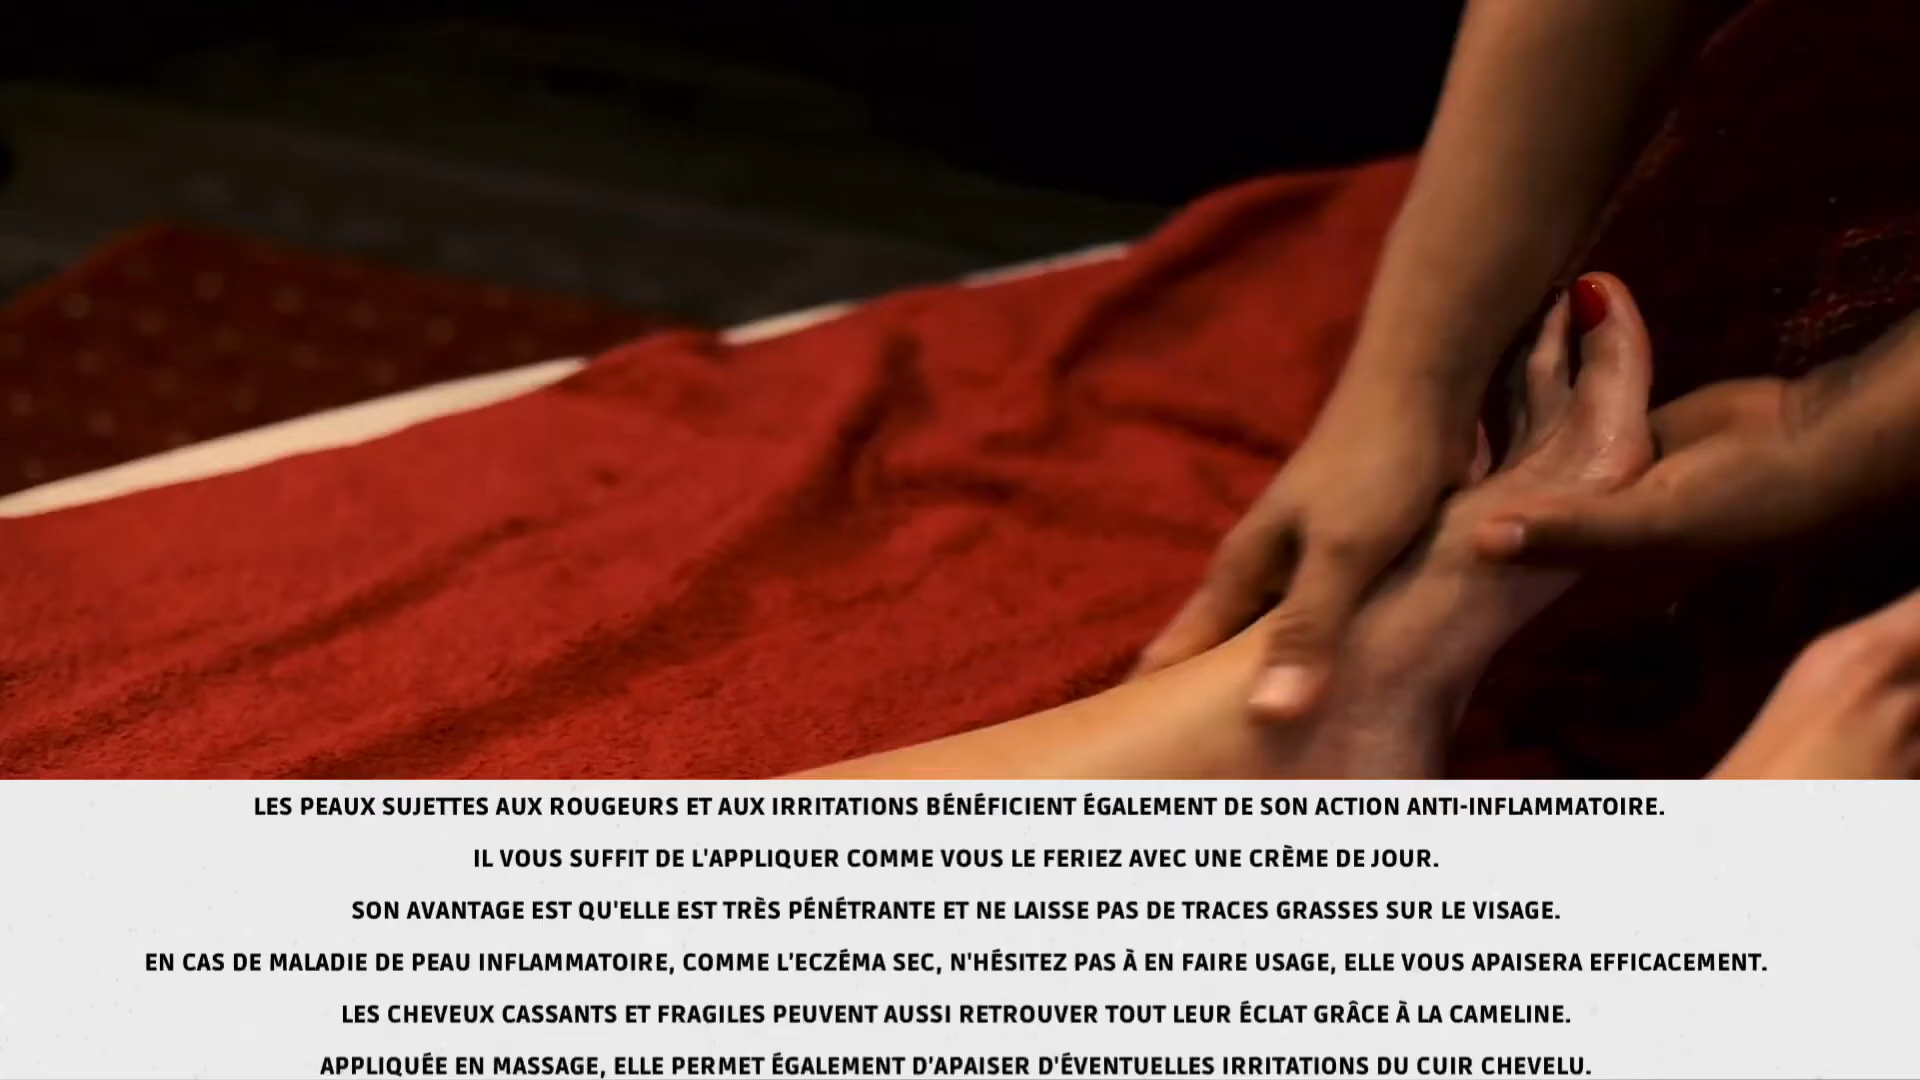 LES PEAUX SUJETTES AUX ROUGEURS ET AUX IRRITATIONS BÉNÉFICIENT ÉGALEMENT DE SON ACTION ANTI-INFLAMMATOIRE.
IL VOUS SUFFIT DE L'APPLIQUER COMME VOUS LE FERIEZ AVEC UNE CRÈME DE JOUR.
SON AVANTAGE EST QU'ELLE EST TRÈS PÉNÉTRANTE ET NE LAISSE PAS DE TRACES GRASSES SUR LE VISAGE.
EN CAS DE MALADIE DE PEAU INFLAMMATOIRE, COMME L'ECZÉMA SEC, N'HÉSITEZ PAS À EN FAIRE USAGE, ELLE VOUS APAISERA EFFICACEMENT.
LES CHEVEUX CASSANTS ET FRAGILES PEUVENT AUSSI RETROUVER TOUT LEUR ÉCLAT GRÂCE À LA CAMELINE.
APPLIQUÉE EN MASSAGE, ELLE PERMET ÉGALEMENT D'APAISER D'ÉVENTUELLES IRRITATIONS DU CUIR CHEVELU.